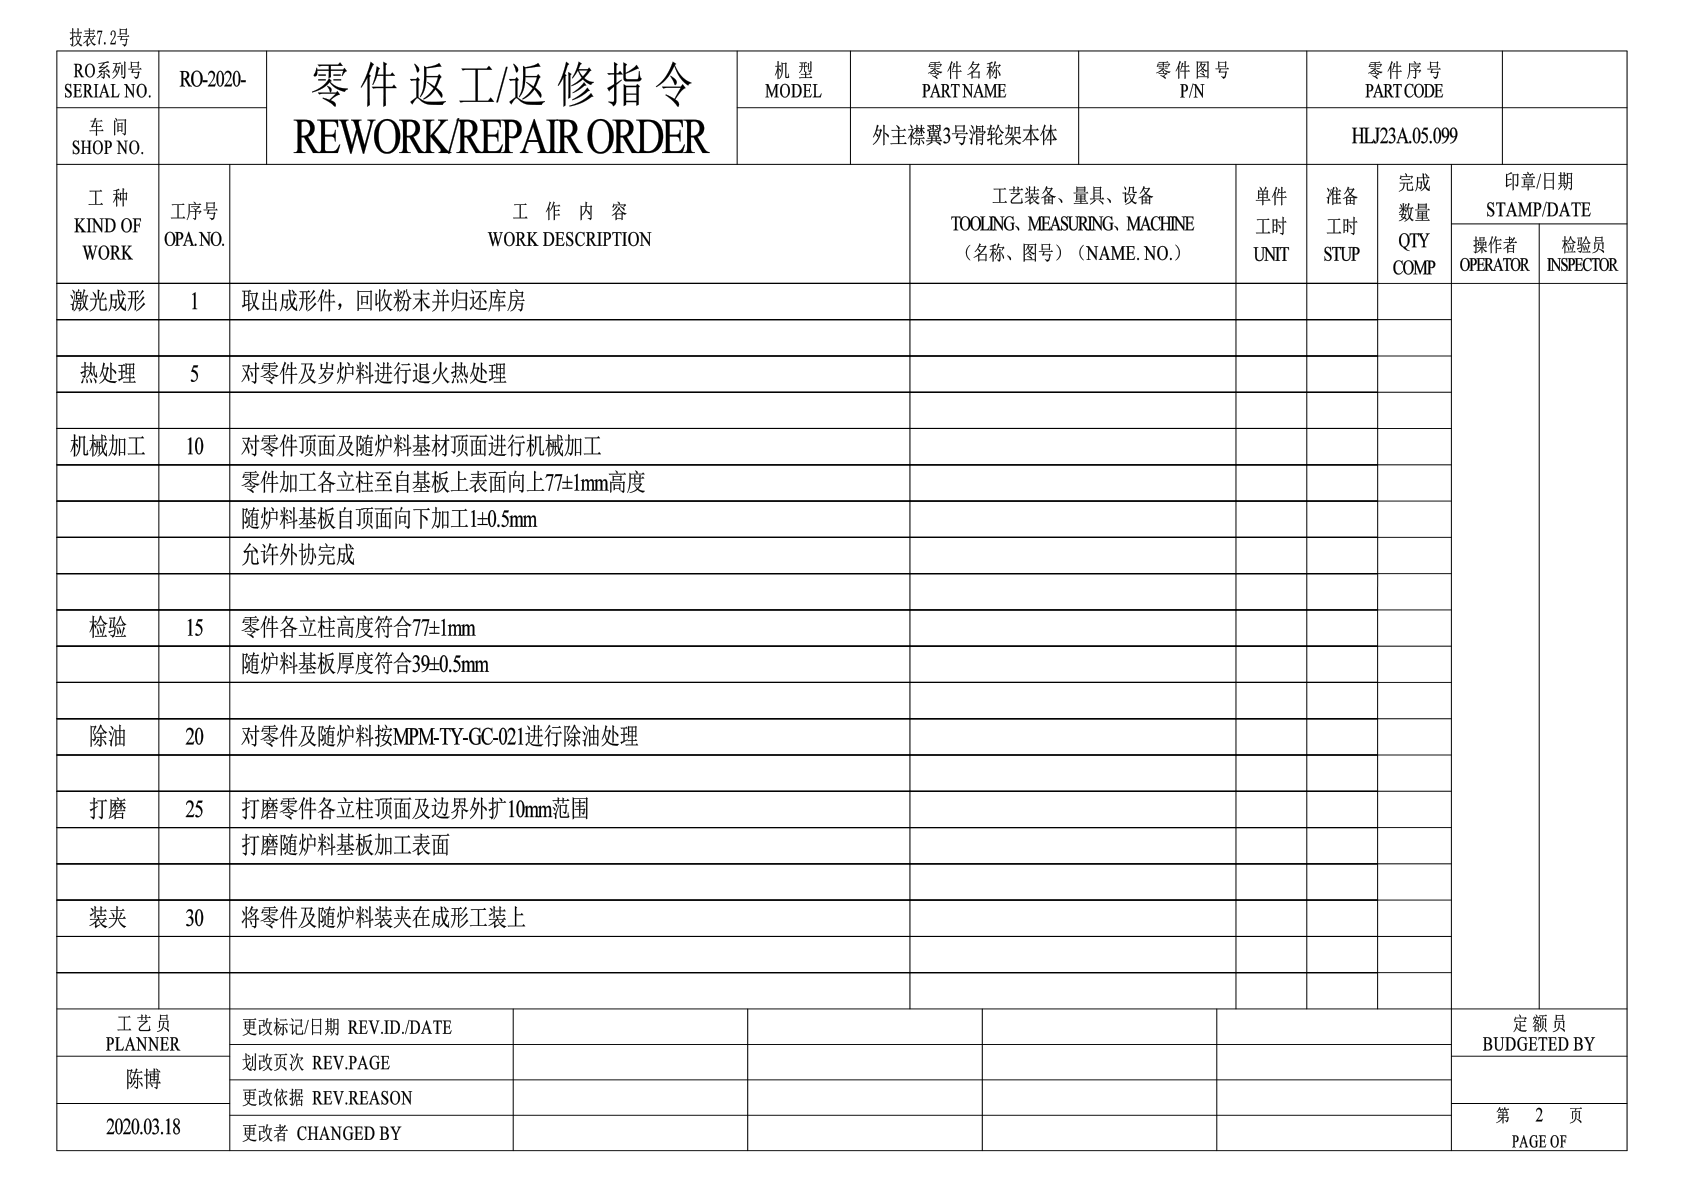 技表7.2号
RO系列号
SERIAL NO.
RO-2020-
零件返工/返修指令
REWORK/REPAIR ORDER
机 型
MODEL
零件名称
PART NAME
零件图号
P/N
零件序号
PART CODE
车 间
SHOP NO.
外主襟翼3号滑轮架本体
HLJ23A.05.099
工 种
KIND OF
WORK
工序号
OPA. NO.
工 作 内 容
WORK DESCRIPTION
工艺装备、量具、设备
TOOLING、MEASURING、MACHINE
（名称、图号）（NAME. NO.）
单件
工时
UNIT
准备
工时
STUP
完成
数量
QTY
COMP
印章/日期
STAMP/DATE
操作者
OPERATOR
检验员
INSPECTOR
激光成形 1 取出成形件，回收粉末并归还库房
热处理 5 对零件及岁炉料进行退火热处理
机械加工 10 对零件顶面及随炉料基材顶面进行机械加工
零件加工各立柱至自基板上表面向上77±1mm高度
随炉料基板自顶面向下加工1±0.5mm
允许外协完成
检验 15 零件各立柱高度符合77±1mm
随炉料基板厚度符合39±0.5mm
除油 20 对零件及随炉料按MPM-TY-GC-021进行除油处理
打磨 25 打磨零件各立柱顶面及边界外扩10mm范围
打磨随炉料基板加工表面
装夹 30 将零件及随炉料装夹在成形工装上
工艺员
PLANNER
陈博
2020.03.18
更改标记/日期 REV.ID./DATE
划改页次 REV.PAGE
更改依据 REV.REASON
更改者 CHANGED BY
定额员
BUDGETED BY
第 2 页
PAGE OF